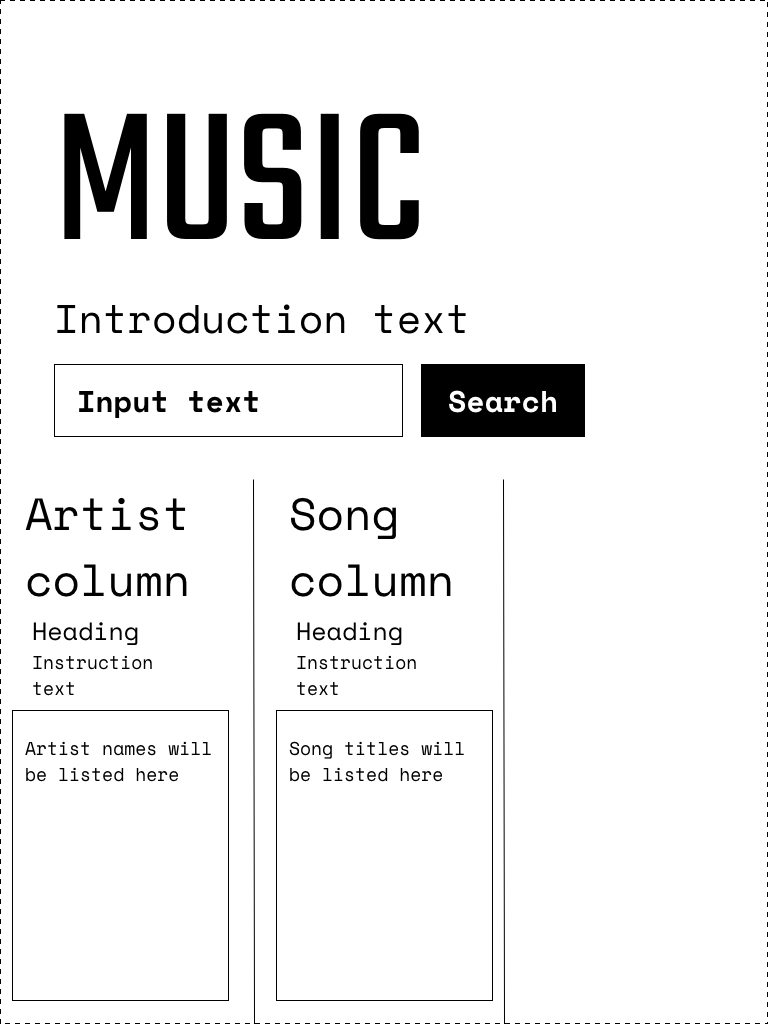 MUSIC
Introduction text
Input text
Search
Artist
column
Heading
Instruction
text
Artist names will
be listed here
Song
column
Heading
Instruction
text
Song titles will
be listed here